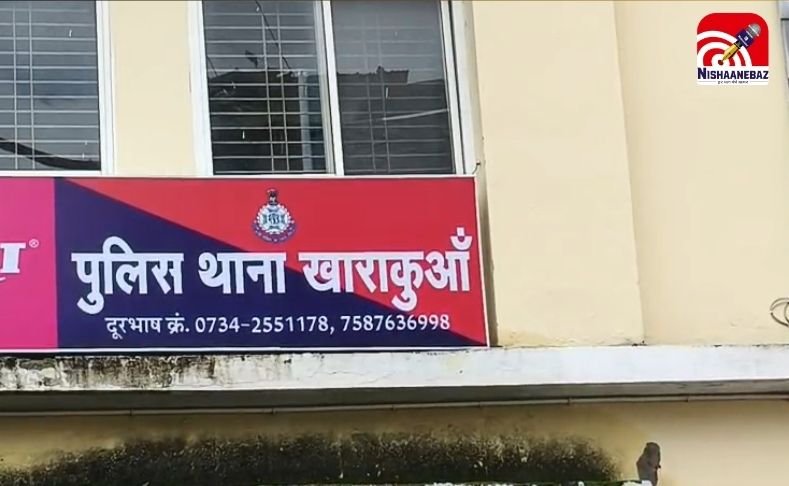 NISHAANEBAZ
पुलिस थाना खाराकुआँ
दूरभाष क्रं. 0734-2551178, 7587636998